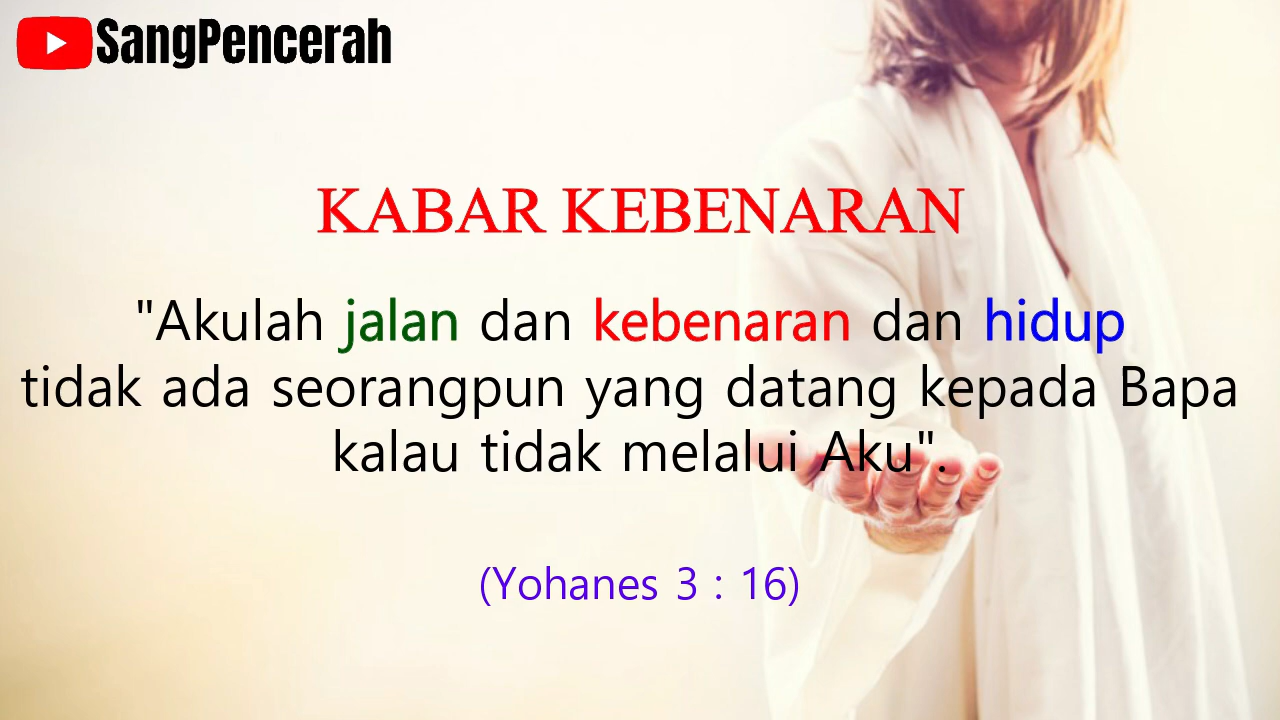 SangPencerah
KABAR KEBENARAN
"Akulah jalan dan kebenaran dan hidup
tidak ada seorangpun yang datang kepada Bapa
kalau tidak melalui Aku".
(Yohanes 3 : 16)